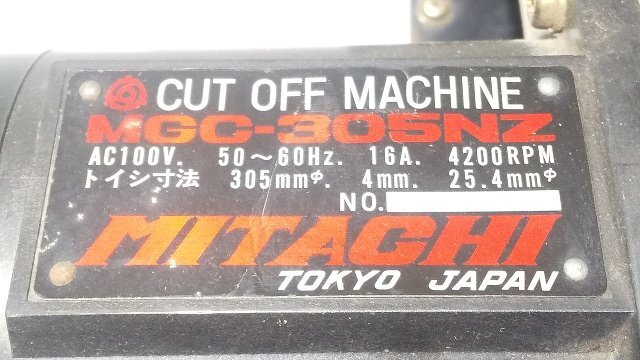 CUT OFF MACHINE
MGC-305NZ
AC100V. 50～60Hz. 16A. 4200RPM
トイシ寸法 305mmφ. 4mm. 25.4mmφ
NO.
MITACHI
TOKYO JAPAN